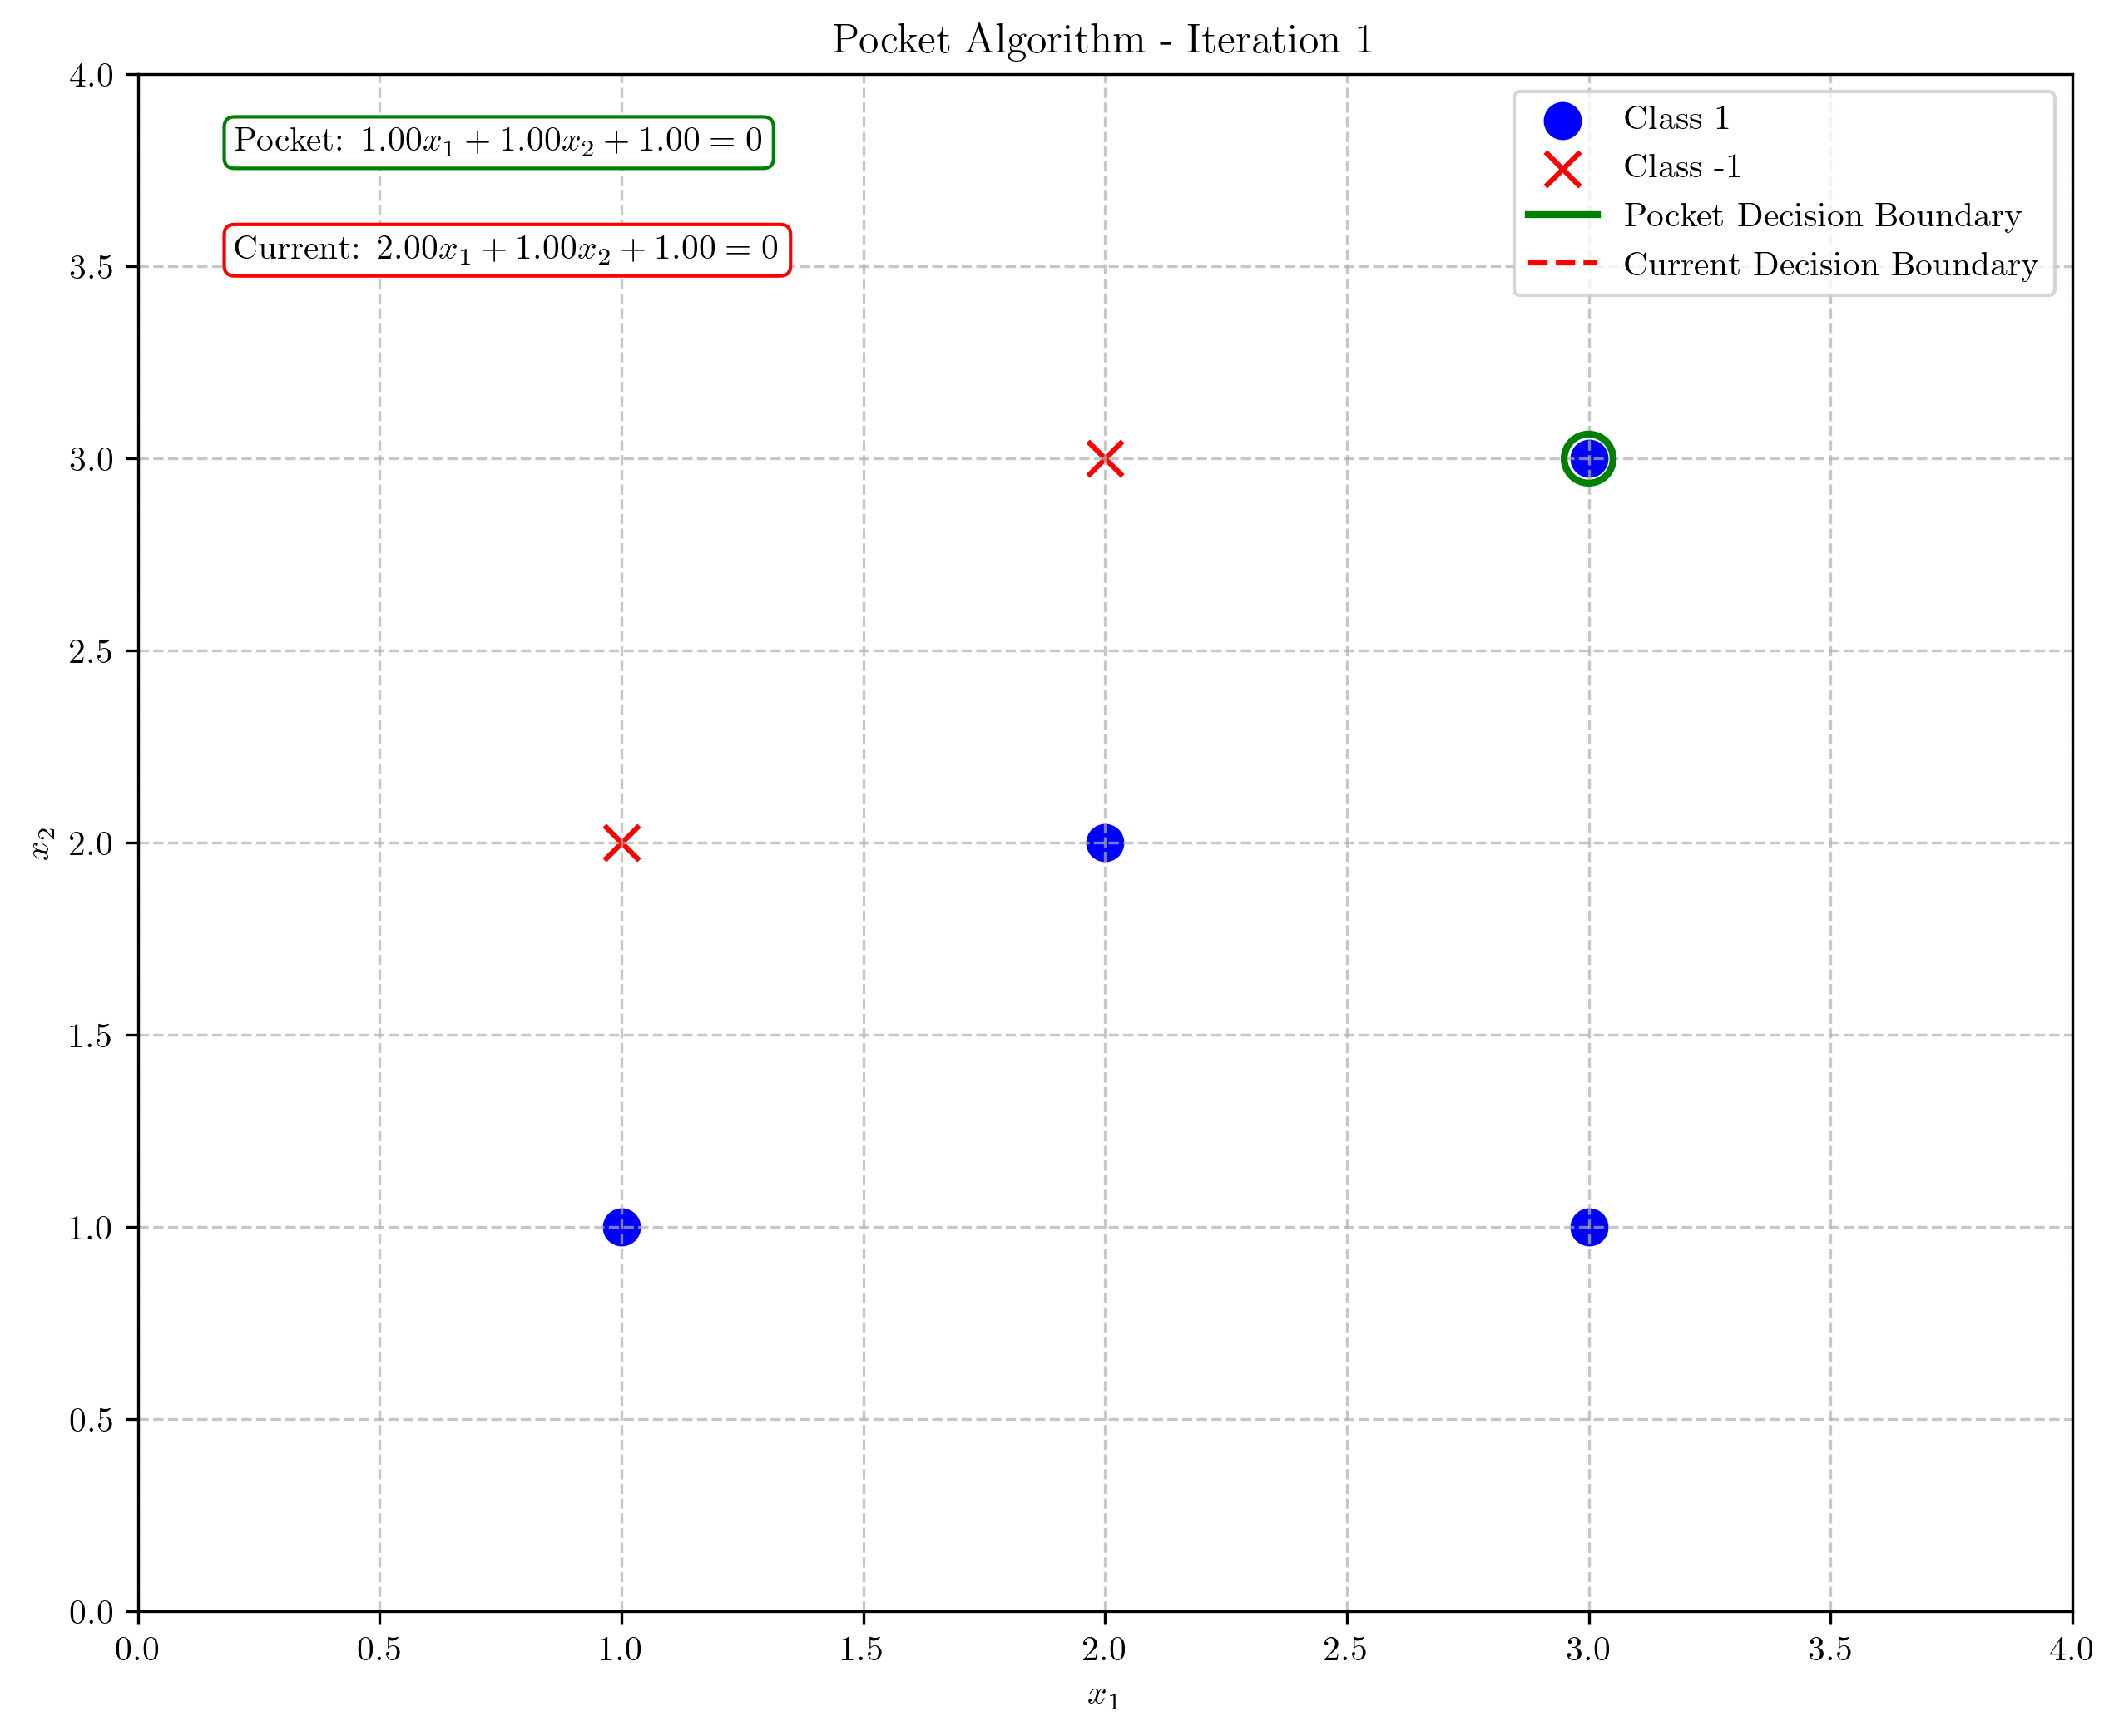 Pocket Algorithm - Iteration 1
Pocket: 1.00x₁ + 1.00x₂ + 1.00 = 0
Current: 2.00x₁ + 1.00x₂ + 1.00 = 0
Class 1
Class -1
Pocket Decision Boundary
Current Decision Boundary
x₂
4.0
3.5
3.0
2.5
2.0
1.5
1.0
0.5
0.0
0.0 0.5 1.0 1.5 2.0 2.5 3.0 3.5 4.0
x₁